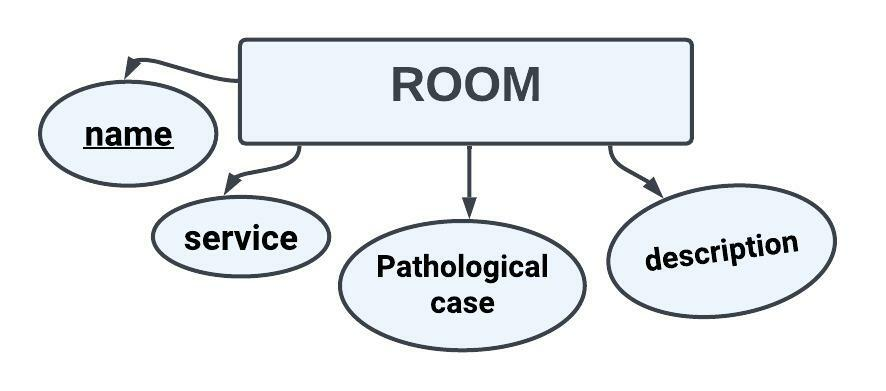 ROOM
name
service
Pathological
case
description